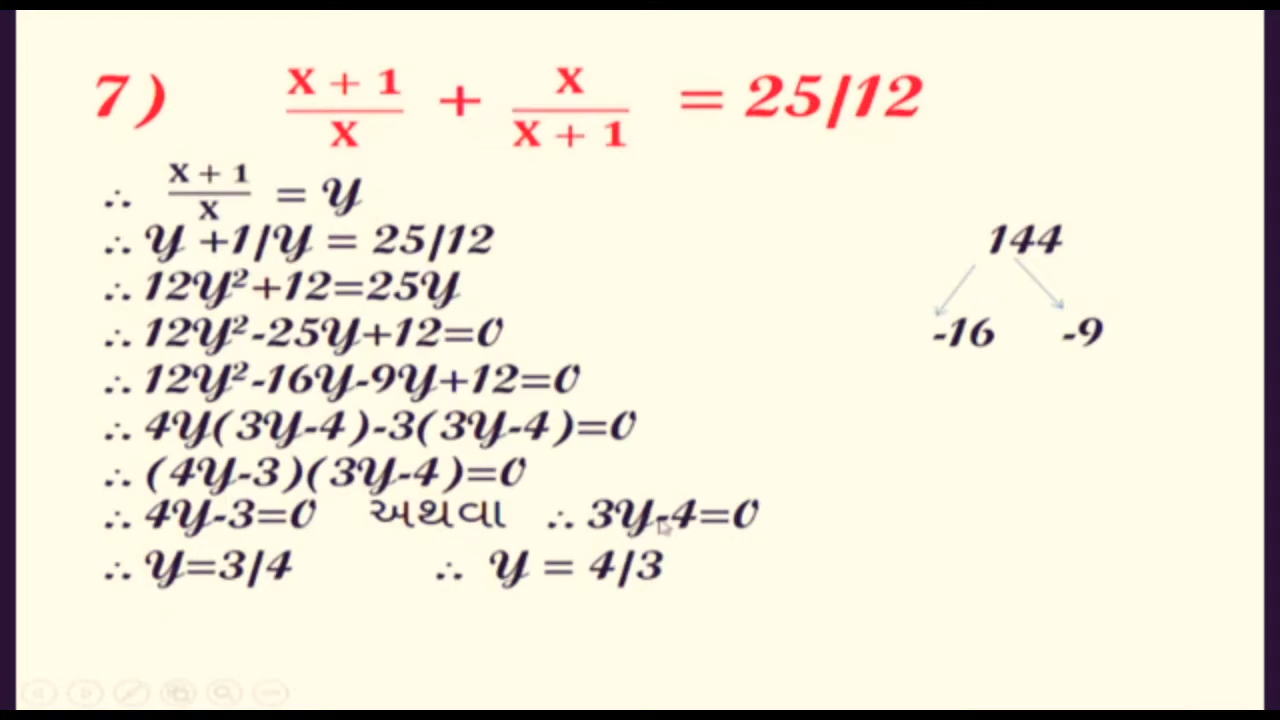 7) x + 1/x + x/x + 1 = 25/12
∴ x + 1/x = y
∴ y +1/y = 25/12
∴ 12y²+12=25y
∴ 12y²-25y+12=0
∴ 12y²-16y-9y+12=0
∴ 4y(3y-4)-3(3y-4)=0
∴ (4y-3)(3y-4)=0
∴ 4y-3=0 અથવા ∴ 3y-4=0
∴ y=3/4 ∴ y = 4/3
144
-16 -9